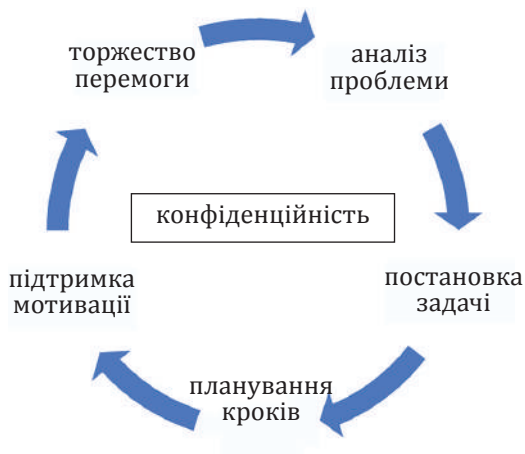 торжество
перемоги
аналіз
проблеми
конфіденційність
підтримка
мотивації
постановка
задачі
планування
кроків